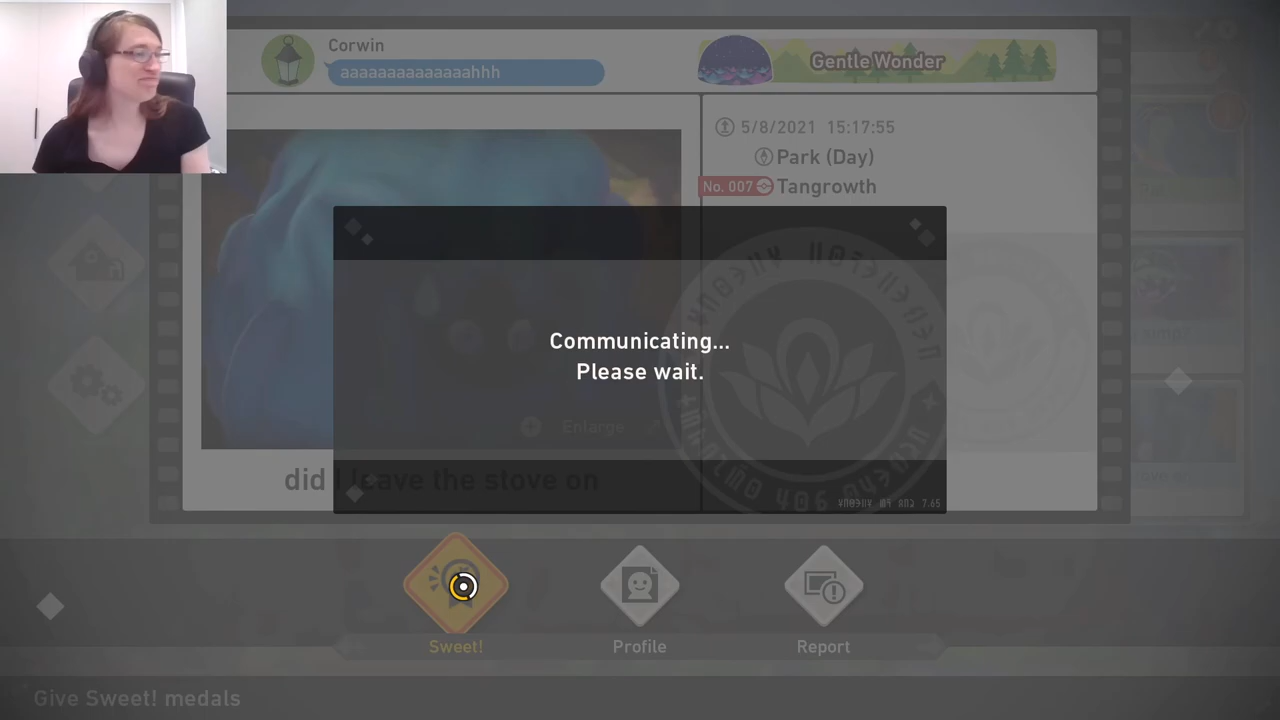 Corwin
aaaaaaaaaaaaaahhh
Gentle Wonder
5/8/2021 15:17:55
Park (Day)
No. 007 Tangrowth
Communicating...
Please wait.
Enlarge
did I leave the stove on
Sweet!
Profile
Report
Give Sweet! medals